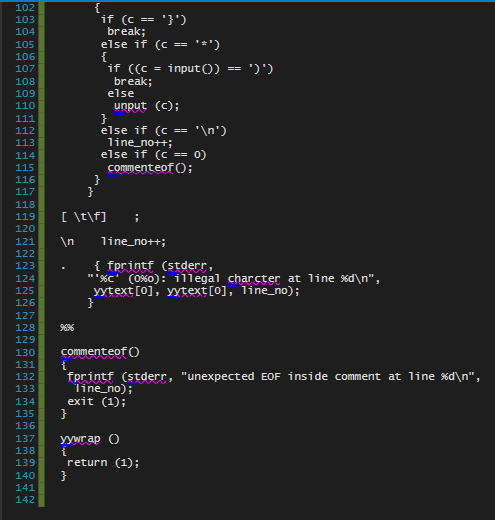 102 {
103 if (c == '}')
104 break;
105 else if (c == '*')
106 {
107 if ((c = input()) == ')')
108 break;
109 else
110 unput (c);
111 }
112 else if (c == '\n')
113 line_no++;
114 else if (c == 0)
115 commenteof();
116 }
117 }
118
119 [ \t\f] ;
120
121 \n line_no++;
122
123 . { fprintf (stderr,
124 "'%c' (0%o): illegal charcter at line %d\n",
125 yytext[0], yytext[0], line_no);
126 }
127
128 %%
129
130 commenteof()
131 {
132 fprintf (stderr, "unexpected EOF inside comment at line %d\n",
133 line_no);
134 exit (1);
135 }
136
137 yywrap ()
138 {
139 return (1);
140 }
141
142